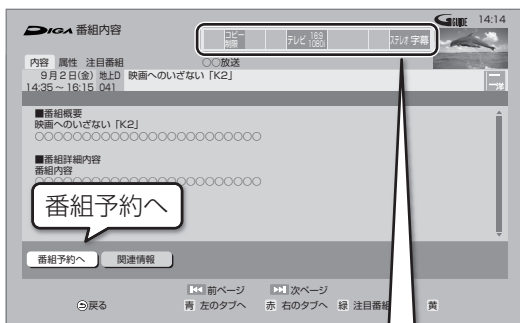 DIGA 番組内容
コピー制限
テレビ 16:9 1080i
ステレオ 字幕
G GUIDE 14:14
内容 属性 注目番組
○○放送
9月2日(金) 地上D 映画へのいざない「K2」
14:35～16:15 041
洋
■番組概要
映画へのいざない「K2」
○○○○○○○○○○○○○○○○○○○○○○○○
■番組詳細内容
番組内容
○○○○○○○○○○○○○○○○○○○○○○○○
番組予約へ
番組予約へ 関連情報
前ページ 次ページ
戻る 青 左のタブへ 赤 右のタブへ 緑 注目番組 黄